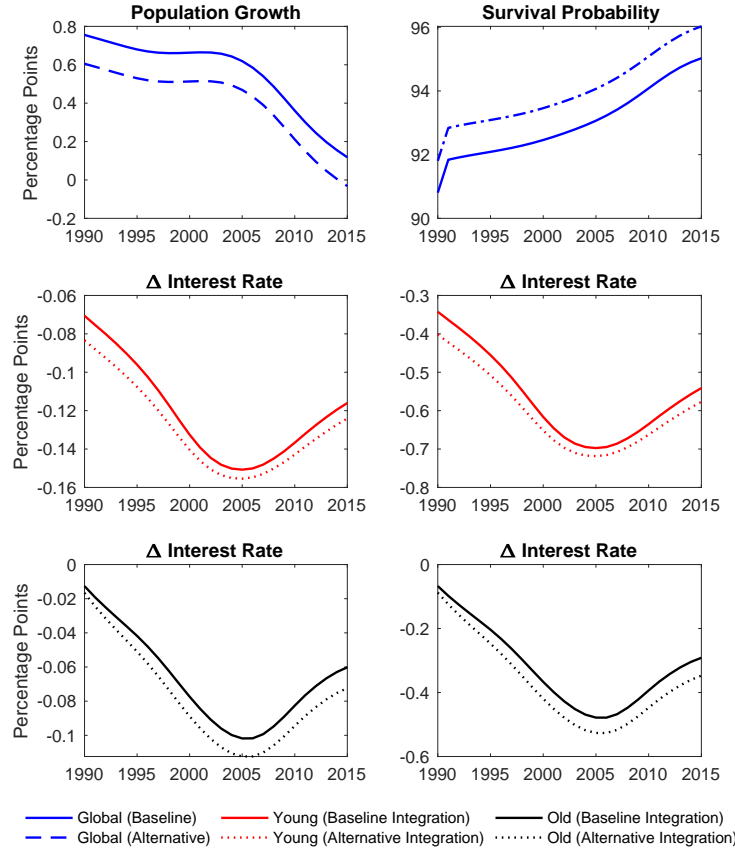 Population Growth Survival Probability
0.8 96
0.6
Percentage Points
0.4 94
0.2
0 92
-0.2 90
1990 1995 2000 2005 2010 2015 1990 1995 2000 2005 2010 2015
Δ Interest Rate Δ Interest Rate
-0.06 -0.3
-0.08 -0.4
Percentage Points
-0.1 -0.5
-0.12 -0.6
-0.14 -0.7
-0.16 -0.8
1990 1995 2000 2005 2010 2015 1990 1995 2000 2005 2010 2015
Δ Interest Rate Δ Interest Rate
0 0
-0.02
Percentage Points
-0.04 -0.2
-0.06
-0.08 -0.4
-0.1
-0.6
1990 1995 2000 2005 2010 2015 1990 1995 2000 2005 2010 2015
Global (Baseline) Young (Baseline Integration) Old (Baseline Integration)
Global (Alternative) Young (Alternative Integration) Old (Alternative Integration)